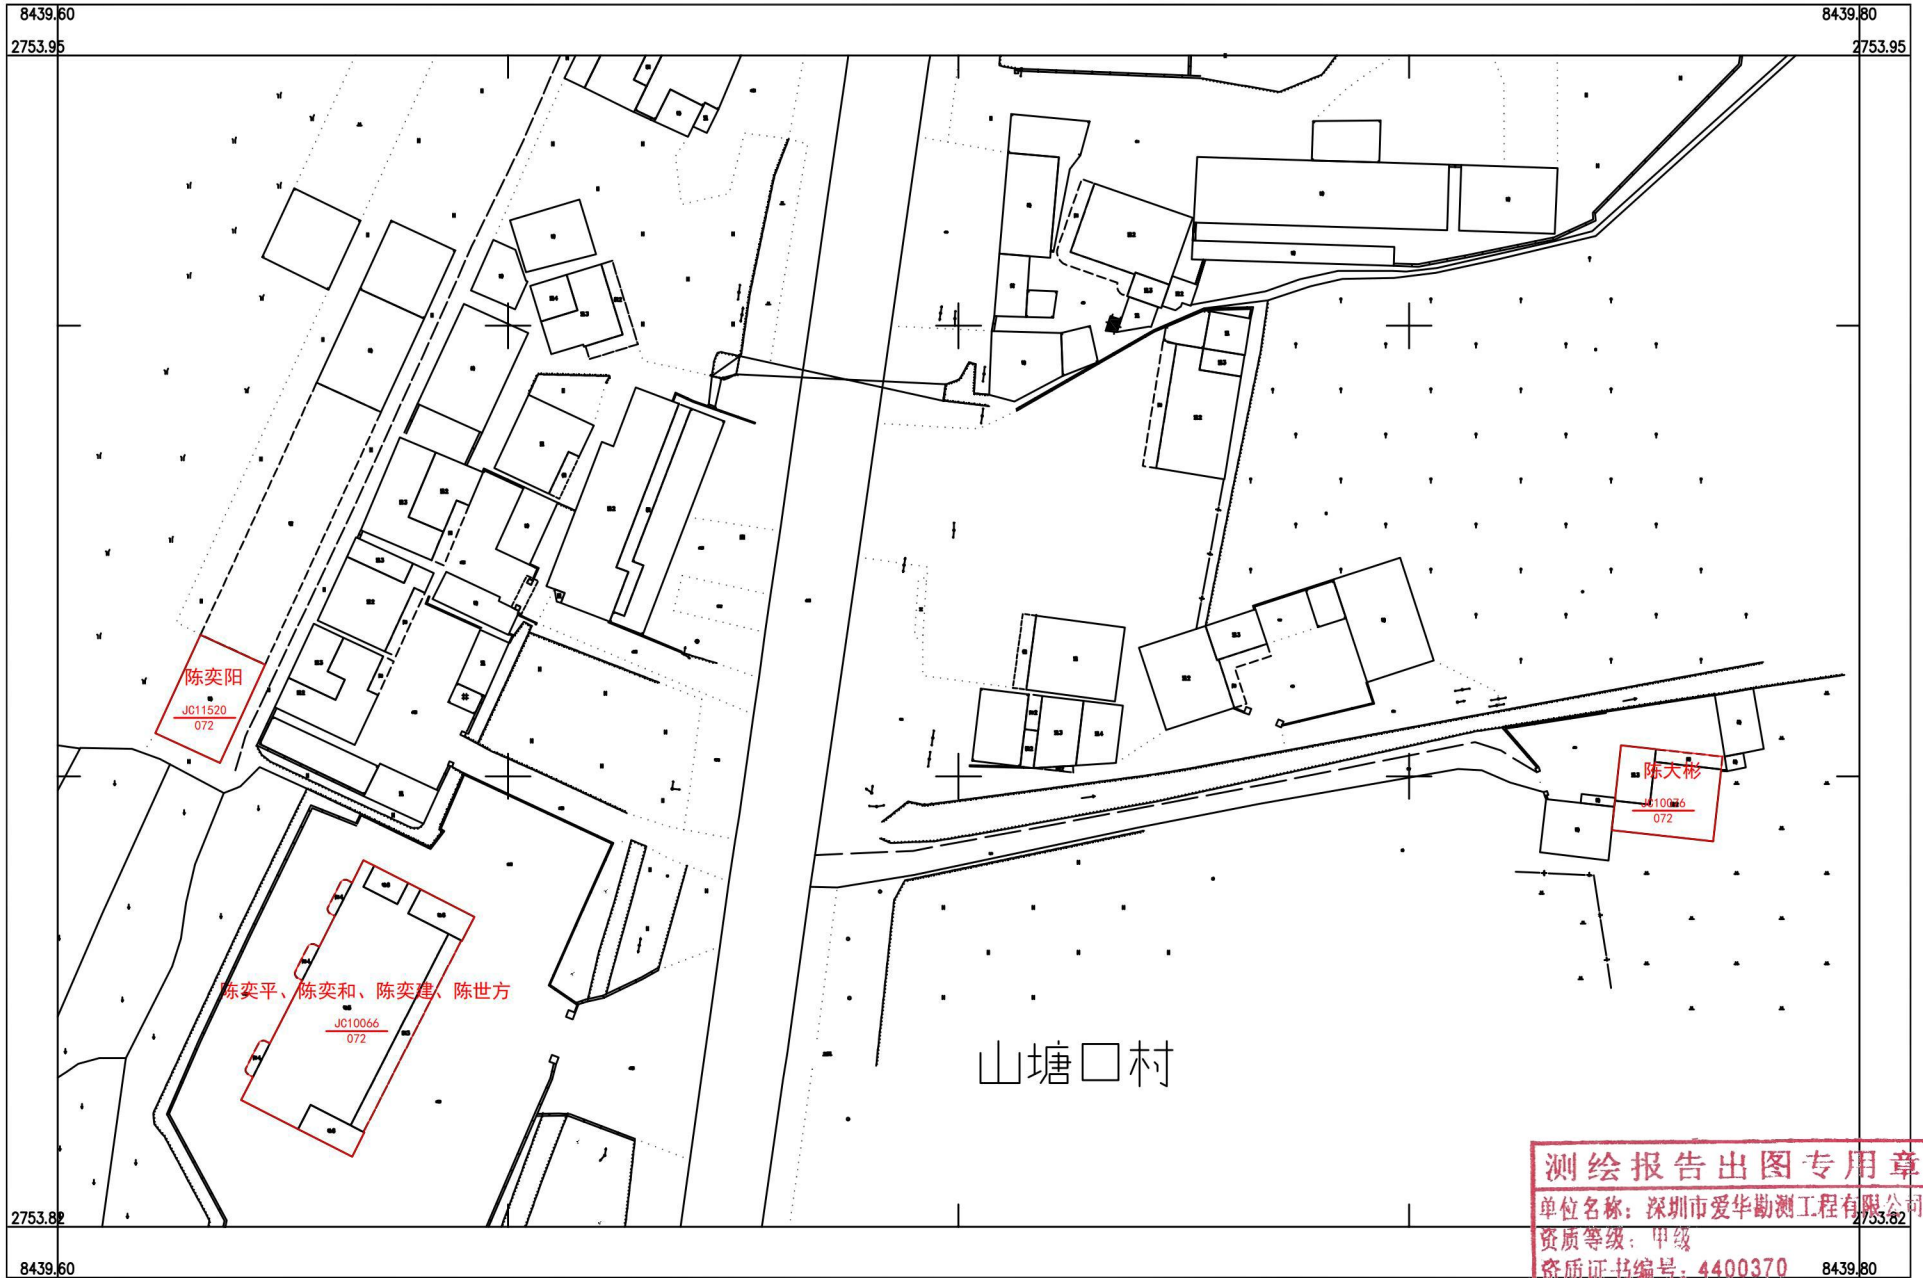 8439.60
8439.80
2753.95
2753.95
陈奕阳
JC11520
072
陈大彬
JC10076
072
陈奕平、陈奕和、陈奕建、陈世方
JC10066
072
山塘口村
测绘报告出图专用章
单位名称：深圳市爱华勘测工程有限公司
资质等级：甲级
资质证书编号：4400370
2753.82
2753.82
8439.60
8439.80